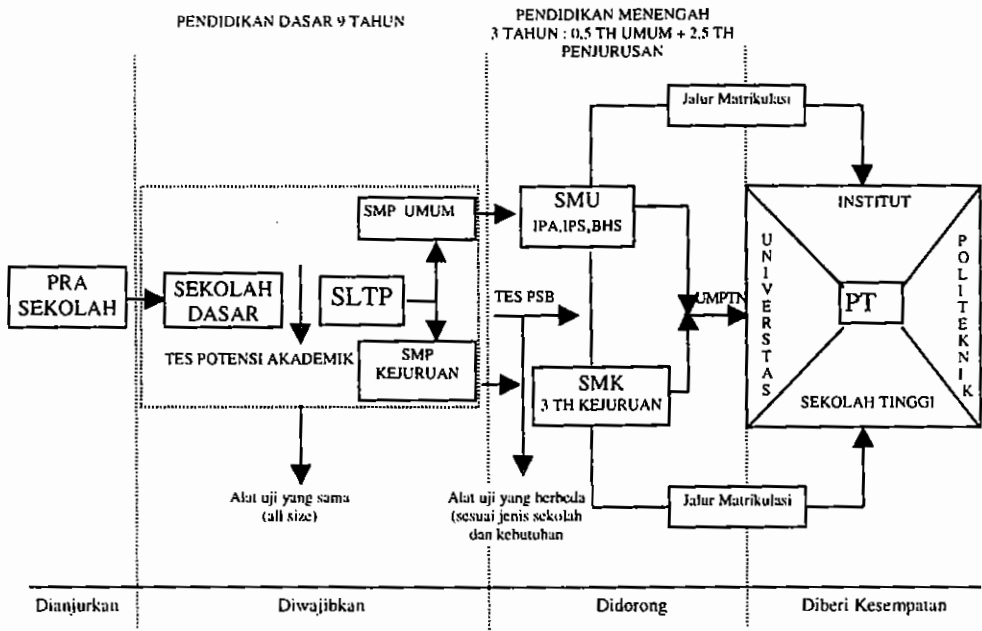 PENDIDIKAN DASAR 9 TAHUN
PENDIDIKAN MENENGAH
3 TAHUN : 0,5 TH UMUM + 2,5 TH
PENJURUSAN
Jalur Matrikulasi
PRA
SEKOLAH
SEKOLAH
DASAR
TES POTENSI AKADEMIK
SLTP
SMP UMUM
SMP
KEJURUAN
TES PSB
SMU
IPA,IPS,BHS
SMK
3 TH KEJURUAN
UMPTN
INSTITUT
UNIVERSTAS
PT
POLITEKNIK
SEKOLAH TINGGI
Alat uji yang sama
(all size)
Alat uji yang berbeda
(sesuai jenis sekolah
dan kebutuhan
Jalur Matrikulasi
Dianjurkan
Diwajibkan
Didorong
Diberi Kesempatan